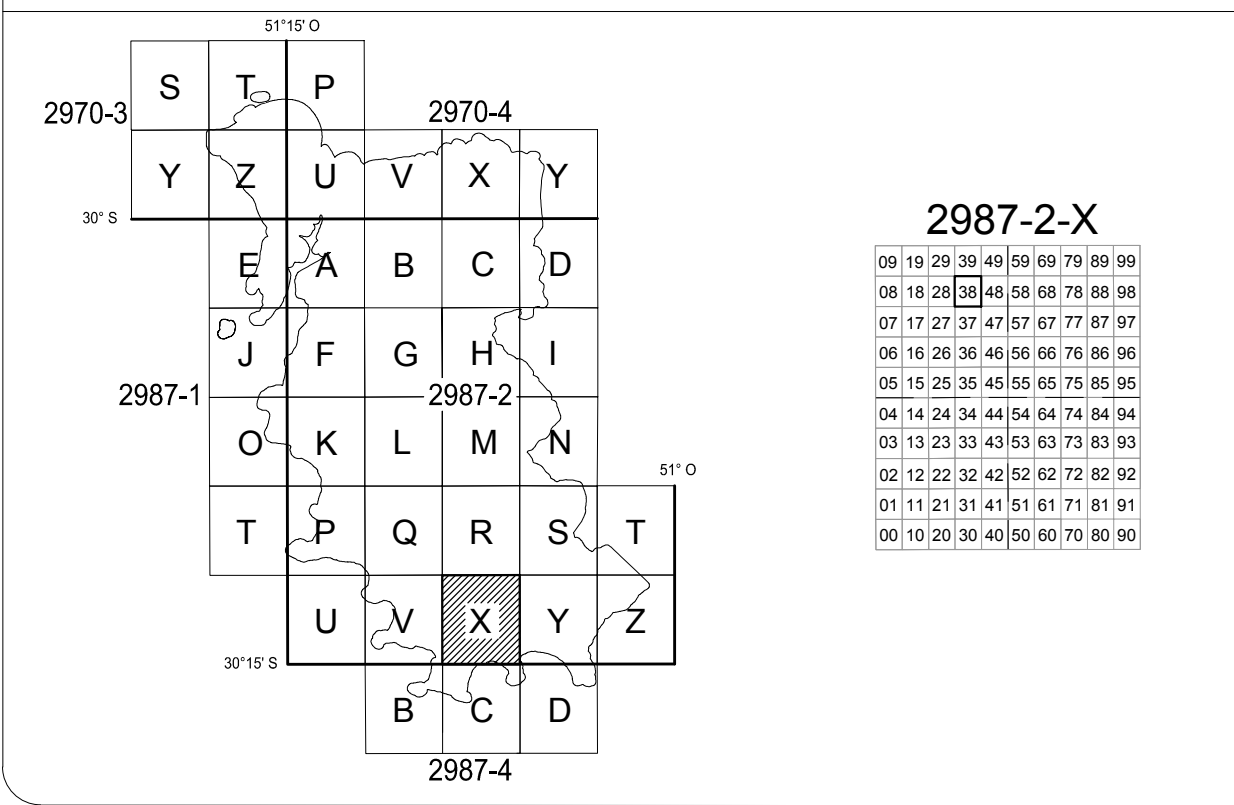 51°15' O
S T P
2970-3 2970-4
Y Z U V X Y
30° S
E A B C D
J F G H I
2987-1 2987-2
O K L M N
51° O
T P Q R S T
U V X Y Z
30°15' S
B C D
2987-4
2987-2-X
09 19 29 39 49 59 69 79 89 99
08 18 28 38 48 58 68 78 88 98
07 17 27 37 47 57 67 77 87 97
06 16 26 36 46 56 66 76 86 96
05 15 25 35 45 55 65 75 85 95
04 14 24 34 44 54 64 74 84 94
03 13 23 33 43 53 63 73 83 93
02 12 22 32 42 52 62 72 82 92
01 11 21 31 41 51 61 71 81 91
00 10 20 30 40 50 60 70 80 90